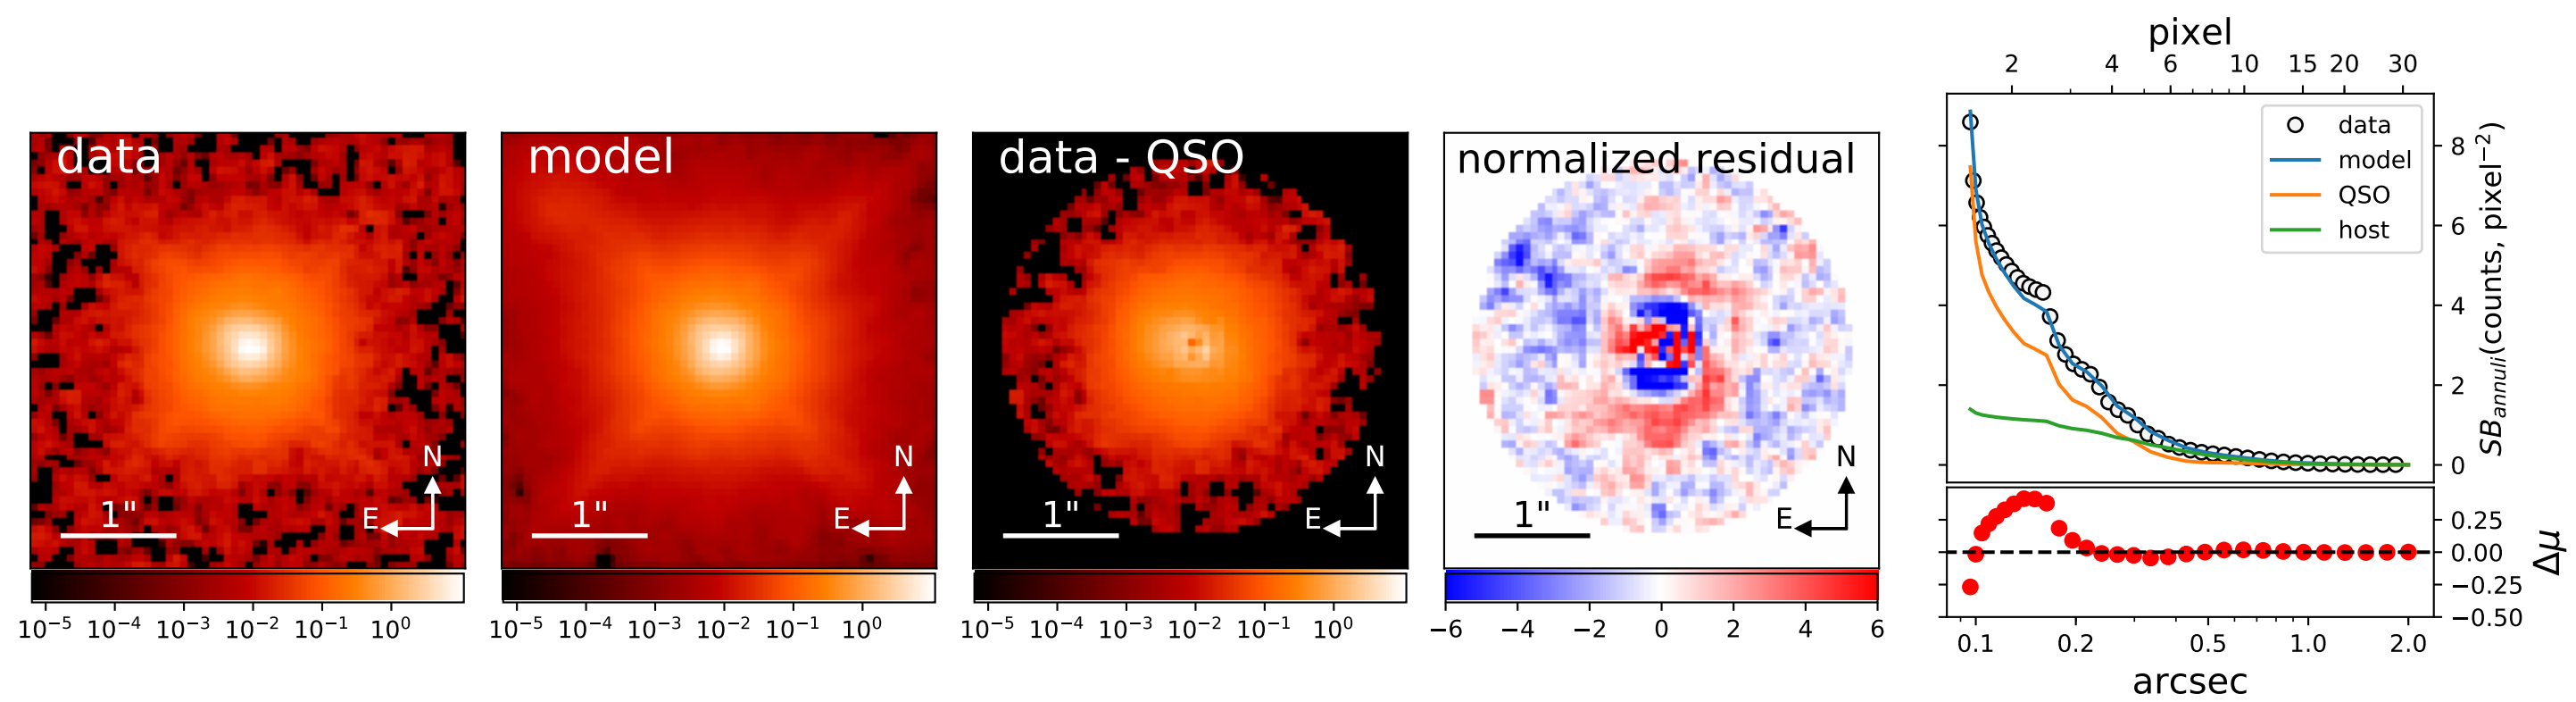 data
N
E
1"
10⁻⁵ 10⁻⁴ 10⁻³ 10⁻² 10⁻¹ 10⁰
model
N
E
1"
10⁻⁵ 10⁻⁴ 10⁻³ 10⁻² 10⁻¹ 10⁰
data - QSO
N
E
1"
10⁻⁵ 10⁻⁴ 10⁻³ 10⁻² 10⁻¹ 10⁰
normalized residual
N
E
1"
−6 −4 −2 0 2 4 6
pixel
2 4 6 10 15 20 30
data
model
QSO
host
8
6
4
2
0
SB_annuli(counts, pixel⁻²)
0.25
0.00
−0.25
−0.50
Δμ
0.1 0.2 0.5 1.0 2.0
arcsec